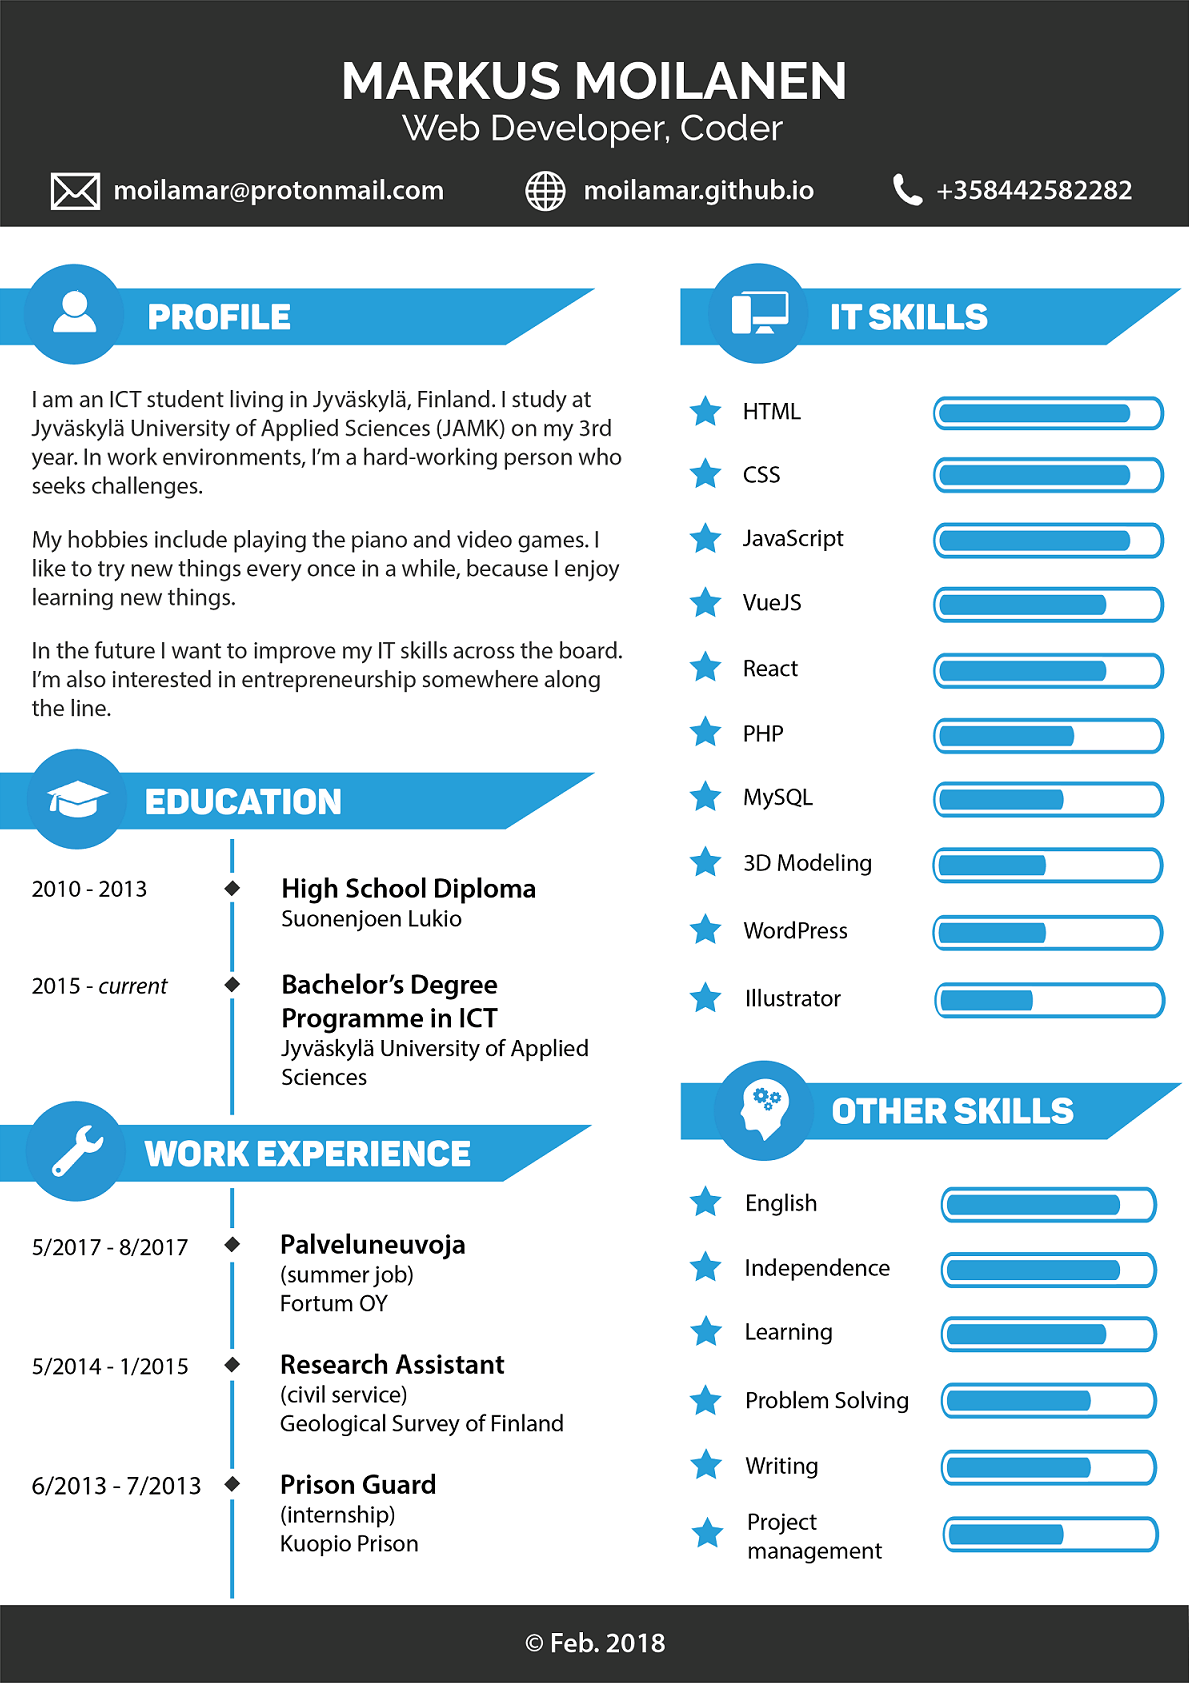 MARKUS MOILANEN
Web Developer, Coder
moilamar@protonmail.com
moilamar.github.io
+358442582282
PROFILE
I am an ICT student living in Jyväskylä, Finland. I study at
Jyväskylä University of Applied Sciences (JAMK) on my 3rd
year. In work environments, I'm a hard-working person who
seeks challenges.
My hobbies include playing the piano and video games. I
like to try new things every once in a while, because I enjoy
learning new things.
In the future I want to improve my IT skills across the board.
I'm also interested in entrepreneurship somewhere along
the line.
EDUCATION
2010 - 2013
High School Diploma
Suonenjoen Lukio
2015 - current
Bachelor's Degree
Programme in ICT
Jyväskylä University of Applied
Sciences
WORK EXPERIENCE
5/2017 - 8/2017
Palveluneuvoja
(summer job)
Fortum OY
5/2014 - 1/2015
Research Assistant
(civil service)
Geological Survey of Finland
6/2013 - 7/2013
Prison Guard
(internship)
Kuopio Prison
IT SKILLS
HTML
CSS
JavaScript
VueJS
React
PHP
MySQL
3D Modeling
WordPress
Illustrator
OTHER SKILLS
English
Independence
Learning
Problem Solving
Writing
Project
management
© Feb. 2018